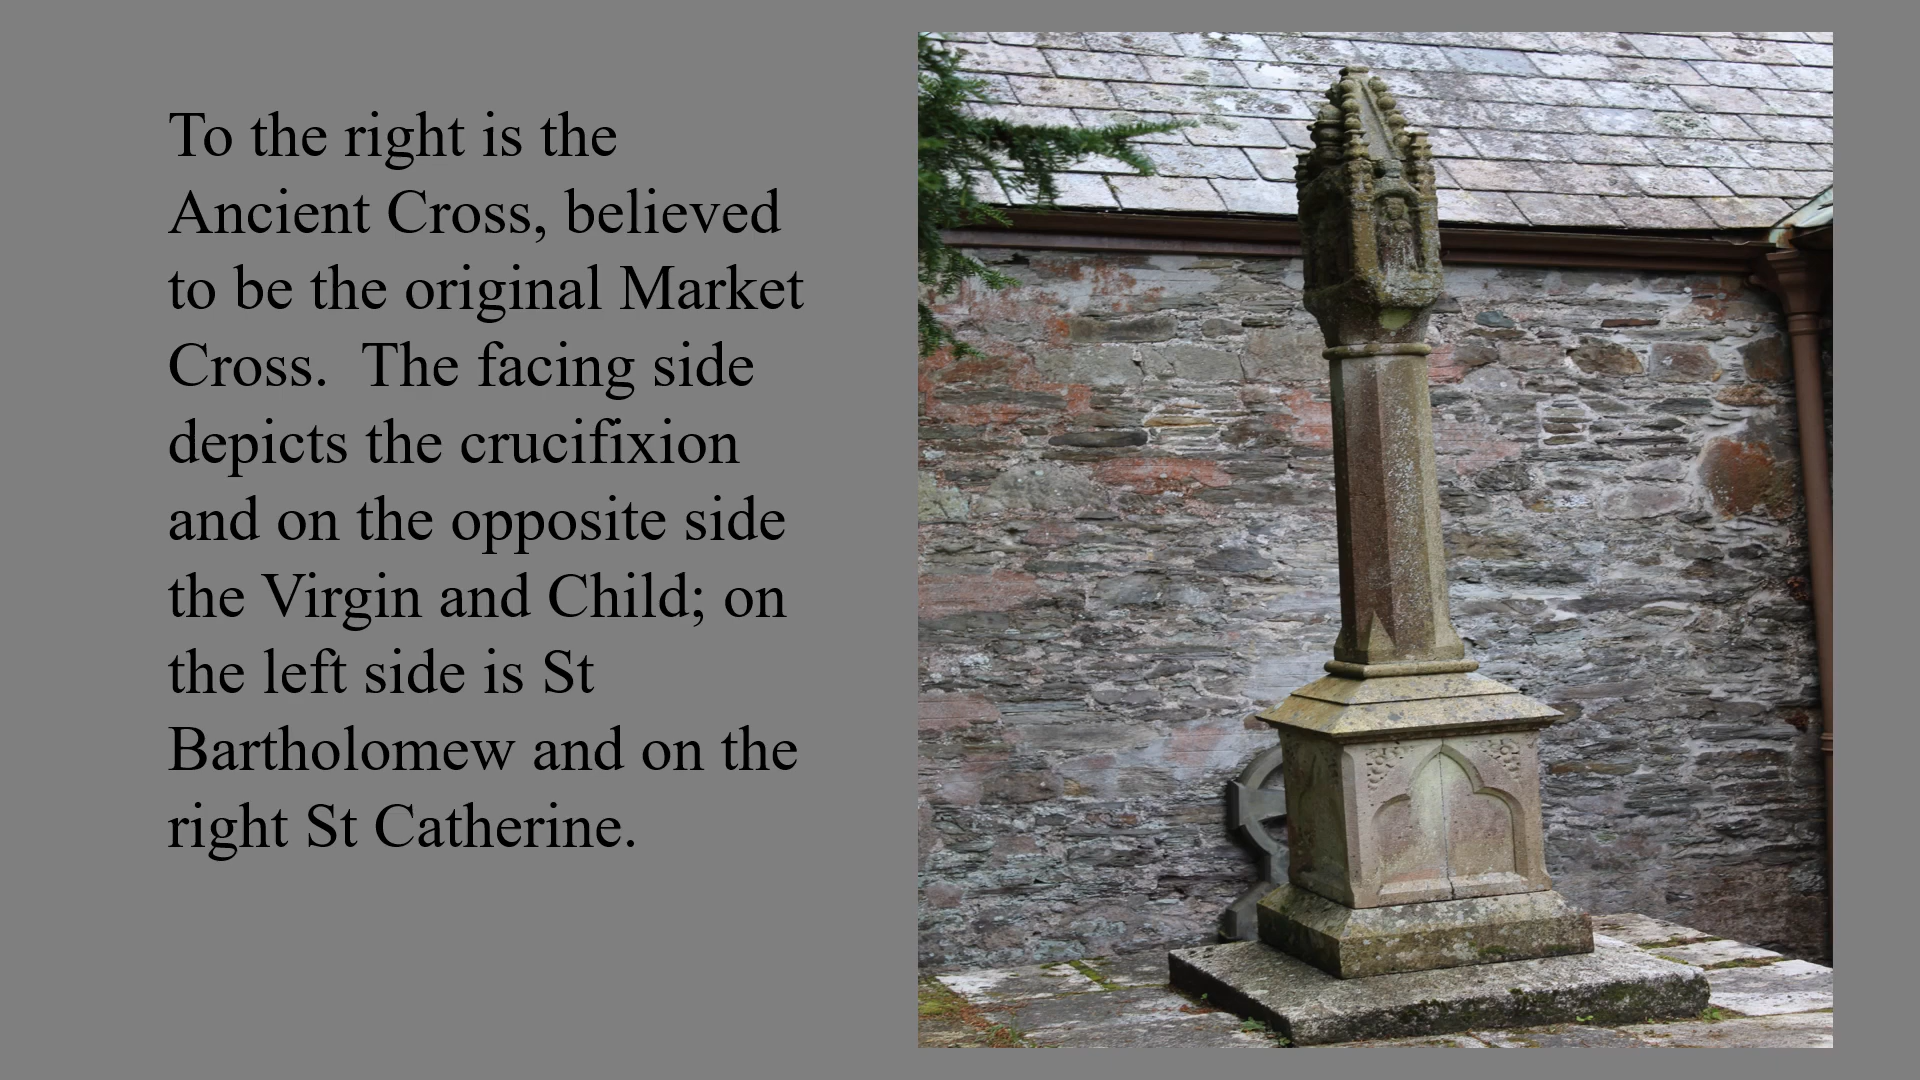 To the right is the
Ancient Cross, believed
to be the original Market
Cross.  The facing side
depicts the crucifixion
and on the opposite side
the Virgin and Child; on
the left side is St
Bartholomew and on the
right St Catherine.